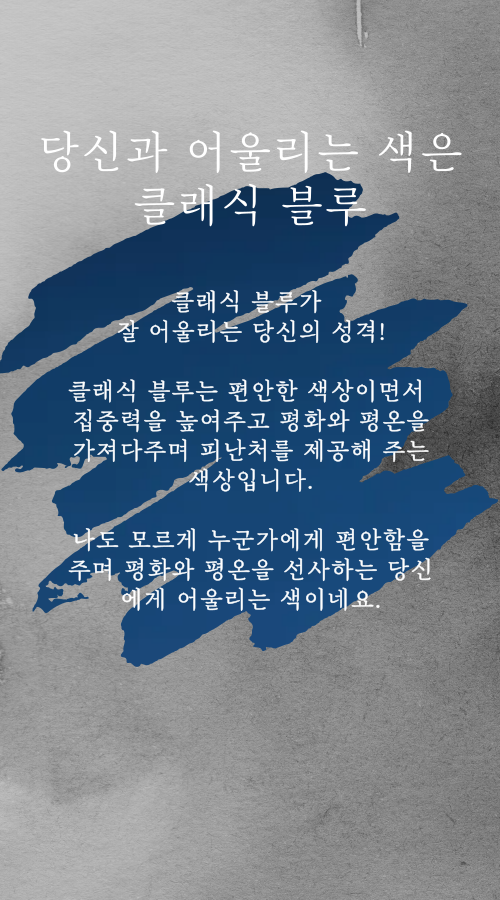 당신과 어울리는 색은
클래식 블루
클래식 블루가
잘 어울리는 당신의 성격!
클래식 블루는 편안한 색상이면서
집중력을 높여주고 평화와 평온을
가져다주며 피난처를 제공해 주는
색상입니다.
나도 모르게 누군가에게 편안함을
주며 평화와 평온을 선사하는 당신
에게 어울리는 색이네요.